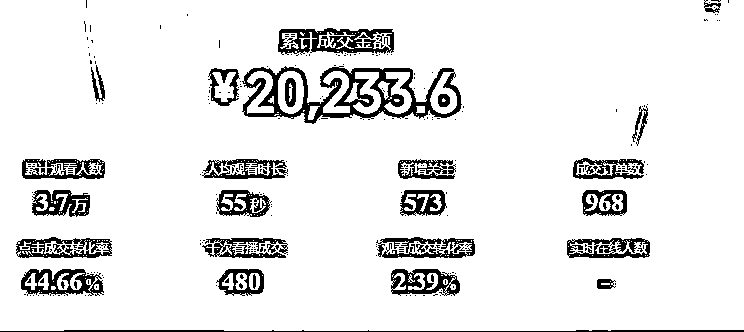 累计成交金额
¥20,233.6
累计观看人数 人均观看时长 新增关注 成交订单数
3.7万 55秒 573 968
点击成交转化率 千次看播成交 观看成交转化率 实时在线人数
44.66% 480 2.39% -